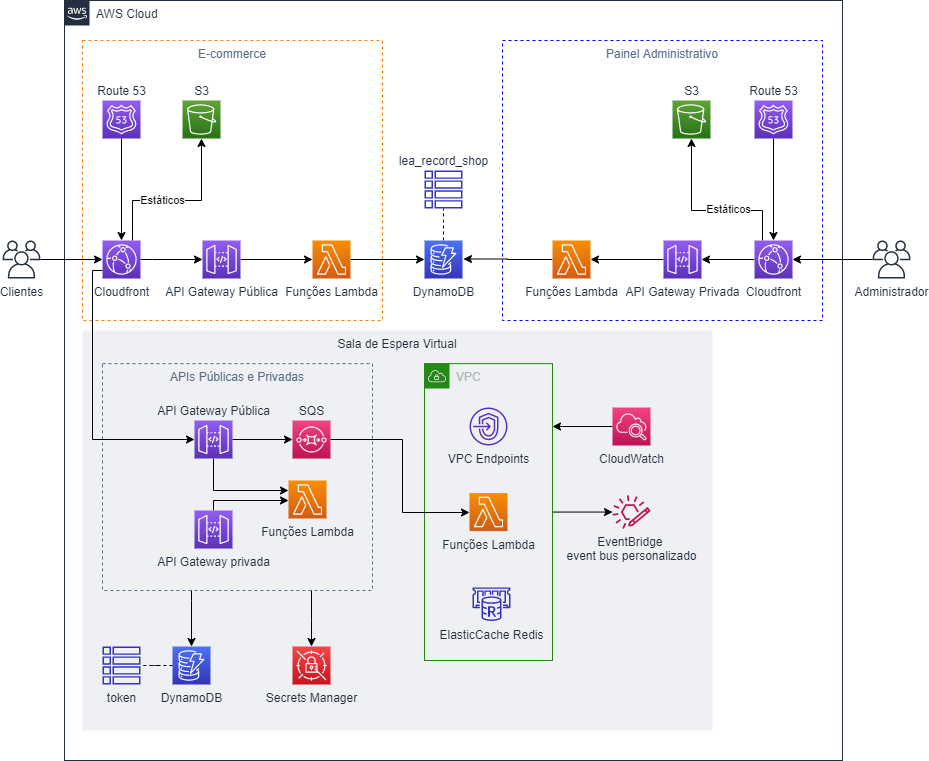 aws
AWS Cloud
E-commerce
Painel Administrativo
Route 53
S3
S3
Route 53
53
53
lea_record_shop
Estáticos
Estáticos
Clientes
Cloudfront
API Gateway Pública
Funções Lambda
DynamoDB
Funções Lambda
API Gateway Privada
Cloudfront
Administrador
Sala de Espera Virtual
APIs Públicas e Privadas
VPC
API Gateway Pública
SQS
VPC Endpoints
CloudWatch
Funções Lambda
API Gateway privada
Funções Lambda
EventBridge
event bus personalizado
R
ElasticCache Redis
token
DynamoDB
Secrets Manager